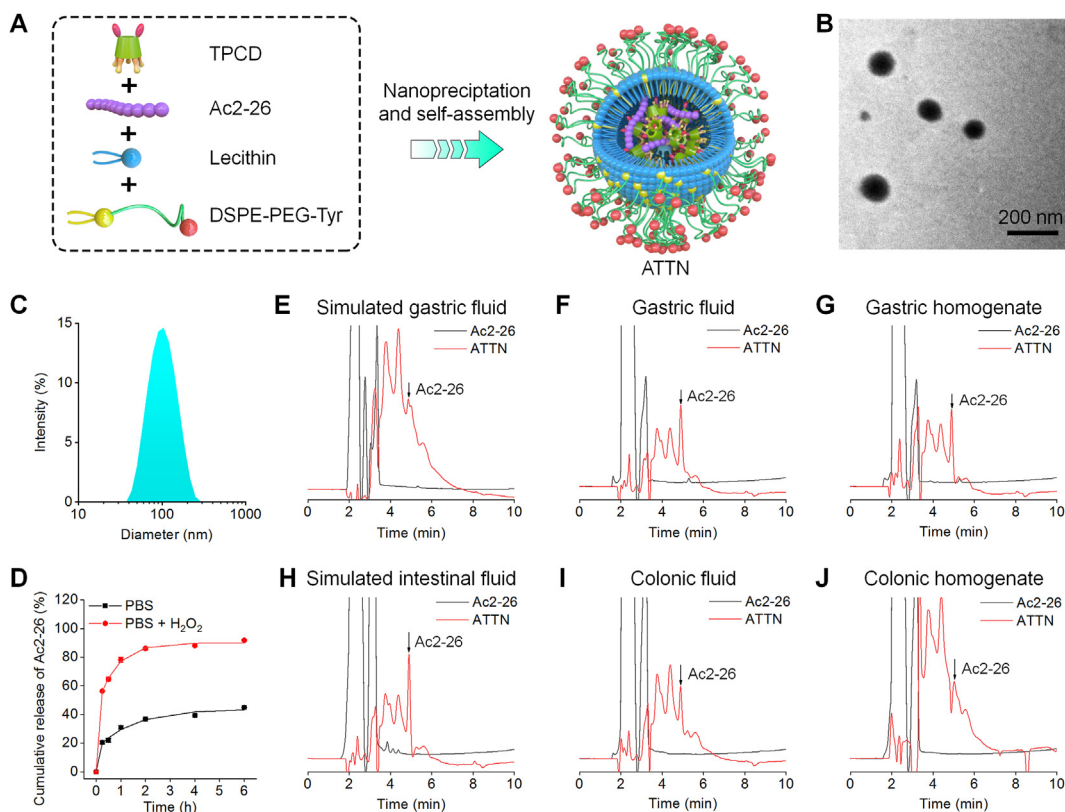 A
TPCD
+
Ac2-26
+
Lecithin
+
DSPE-PEG-Tyr
Nanopreciptation
and self-assembly
ATTN
B
200 nm
C
15
10
5
0
Intensity (%)
10
100
1000
Diameter (nm)
D
120
100
80
60
40
20
0
Cumulative release of Ac2-26 (%)
PBS
PBS + H₂O₂
0 1 2 3 4 5 6
Time (h)
E
Simulated gastric fluid
Ac2-26
ATTN
Ac2-26
0 2 4 6 8 10
Time (min)
F
Gastric fluid
Ac2-26
ATTN
Ac2-26
0 2 4 6 8 10
Time (min)
G
Gastric homogenate
Ac2-26
ATTN
Ac2-26
0 2 4 6 8 10
Time (min)
H
Simulated intestinal fluid
Ac2-26
ATTN
Ac2-26
0 2 4 6 8 10
Time (min)
I
Colonic fluid
Ac2-26
ATTN
Ac2-26
0 2 4 6 8 10
Time (min)
J
Colonic homogenate
Ac2-26
ATTN
Ac2-26
0 2 4 6 8 10
Time (min)